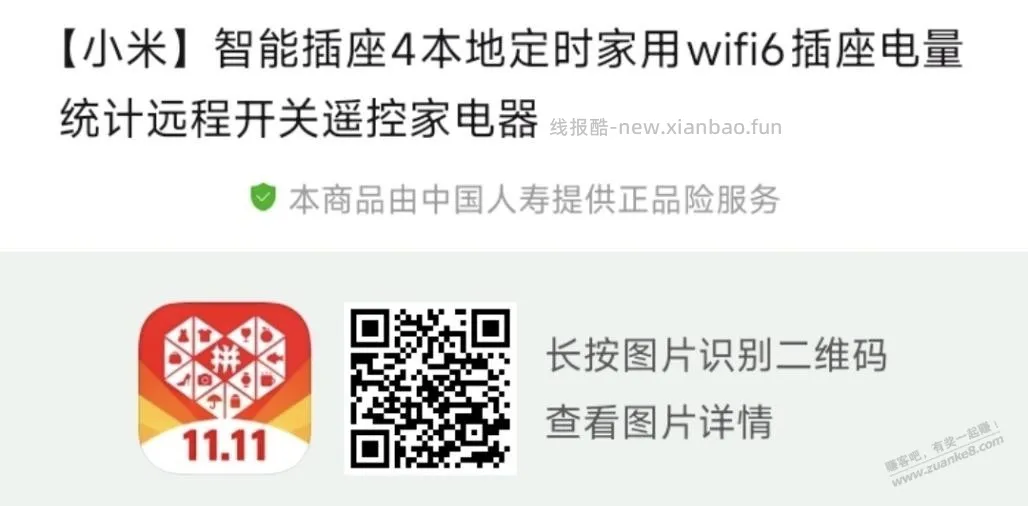 【小米】智能插座4本地定时家用wifi6插座电量
统计远程开关遥控家电器
线报酷-new.xianbao.fun
本商品由中国人寿提供正品险服务
拼
11.11
长按图片识别二维码
查看图片详情
赚客吧，有奖一起赚！
www.zuanke8.com